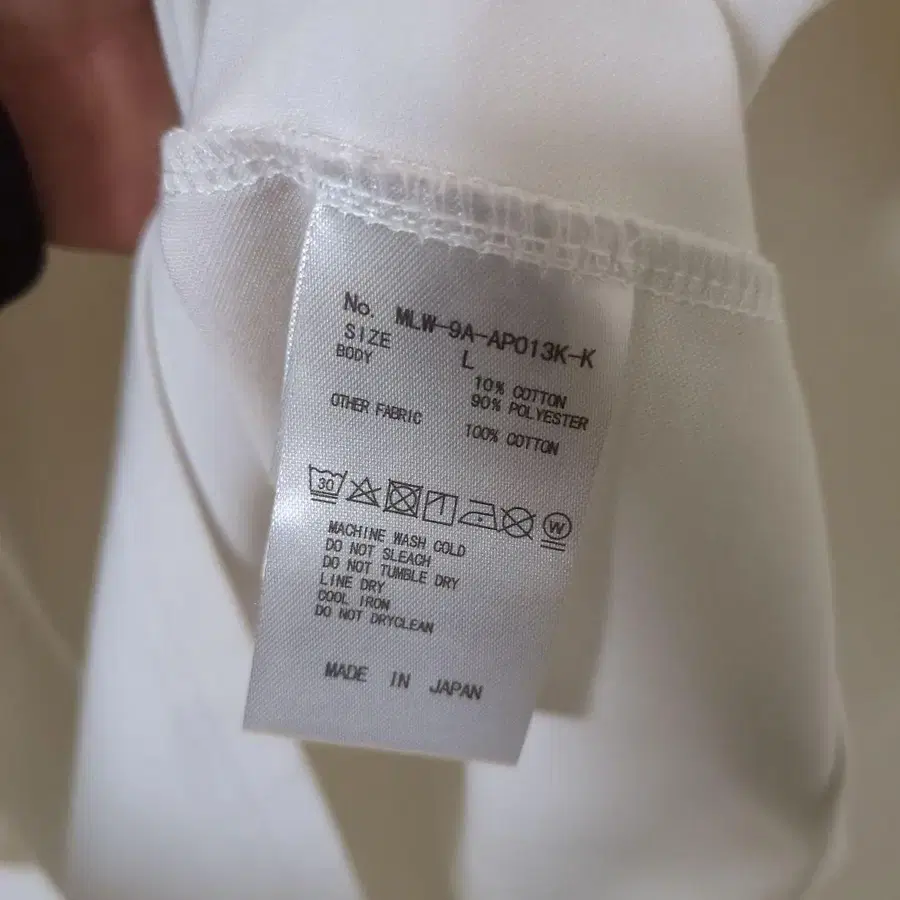 No. MLW-9A-AP013K-K
SIZE L
BODY 10% COTTON
90% POLYESTER
OTHER FABRIC 100% COTTON
30 W
MACHINE WASH COLD
DO NOT SLEACH
DO NOT TUMBLE DRY
LINE DRY
COOL IRON
DO NOT DRYCLEAN
MADE IN JAPAN